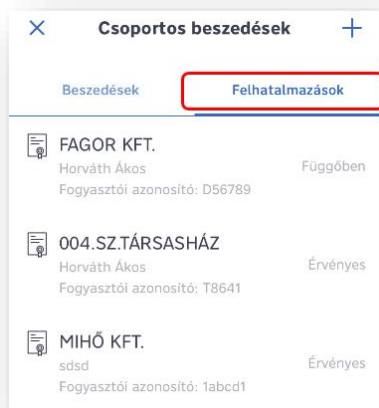 Csoportos beszedések
Beszedések Felhatalmazások
FAGOR KFT.
Horváth Ákos Függőben
Fogyasztói azonosító: D56789
004.SZ.TÁRSASHÁZ
Horváth Ákos Érvényes
Fogyasztói azonosító: T8641
MIHŐ KFT.
sdsd Érvényes
Fogyasztói azonosító: 1abcd1